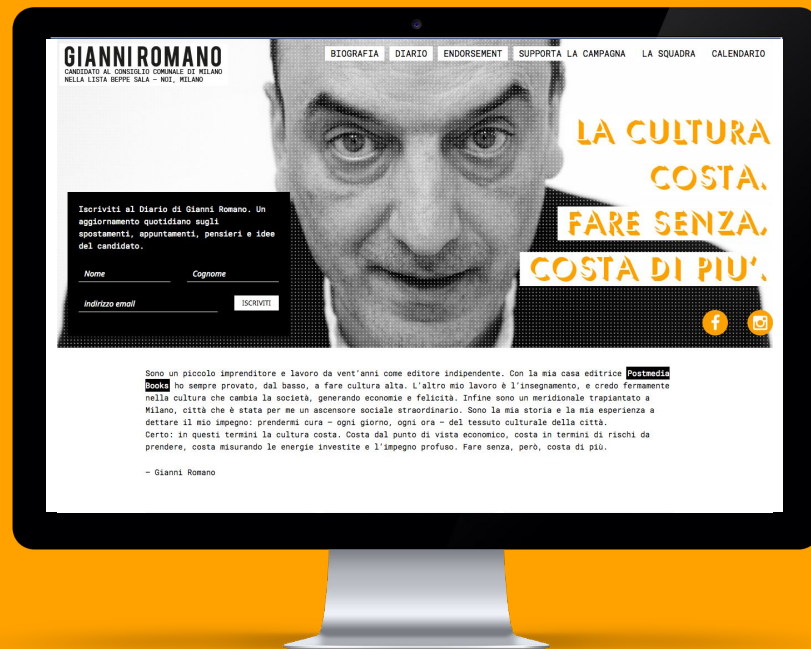 GIANNI ROMANO
CANDIDATO AL CONSIGLIO COMUNALE DI MILANO
NELLA LISTA BEPPE SALA – NOI, MILANO
BIOGRAFIA DIARIO ENDORSEMENT SUPPORTA LA CAMPAGNA LA SQUADRA CALENDARIO
LA CULTURA
COSTA.
FARE SENZA,
COSTA DI PIU'.
Iscriviti al Diario di Gianni Romano. Un
aggiornamento quotidiano sugli
spostamenti, appuntamenti, pensieri e idee
del candidato.
Nome Cognome
indirizzo email ISCRIVITI
Sono un piccolo imprenditore e lavoro da vent'anni come editore indipendente. Con la mia casa editrice Postmedia
Books ho sempre provato, dal basso, a fare cultura alta. L'altro mio lavoro è l'insegnamento, e credo fermamente
nella cultura che cambia la società, generando economie e felicità. Infine sono un meridionale trapiantato a
Milano, città che è stata per me un ascensore sociale straordinario. Sono la mia storia e la mia esperienza a
dettare il mio impegno: prendermi cura – ogni giorno, ogni ora – del tessuto culturale della città.
Certo: in questi termini la cultura costa. Costa dal punto di vista economico, costa in termini di rischi da
prendere, costa misurando le energie investite e l'impegno profuso. Fare senza, però, costa di più.
– Gianni Romano